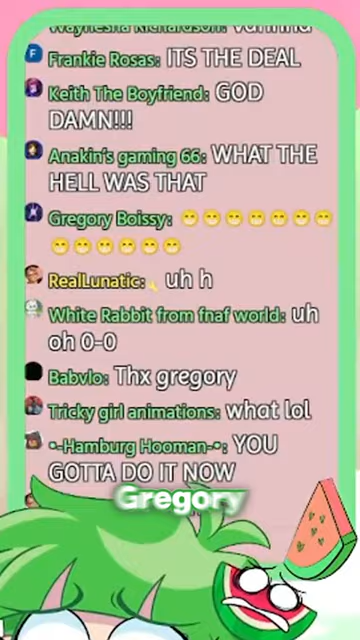 Waynesha Richardson:
Frankie Rosas: ITS THE DEAL
Keith The Boyfriend: GOD
DAMN!!!
Anakin's gaming 66: WHAT THE
HELL WAS THAT
Gregory Boissy: 😁😁😁😁😁😁😁
😁😁😁😁😁😁
RealLunatic: uh h
White Rabbit from fnaf world: uh
oh 0-0
Babvlo: Thx gregory
Tricky girl animations: what lol
•-Hamburg Hooman-•: YOU
GOTTA DO IT NOW
Gregory